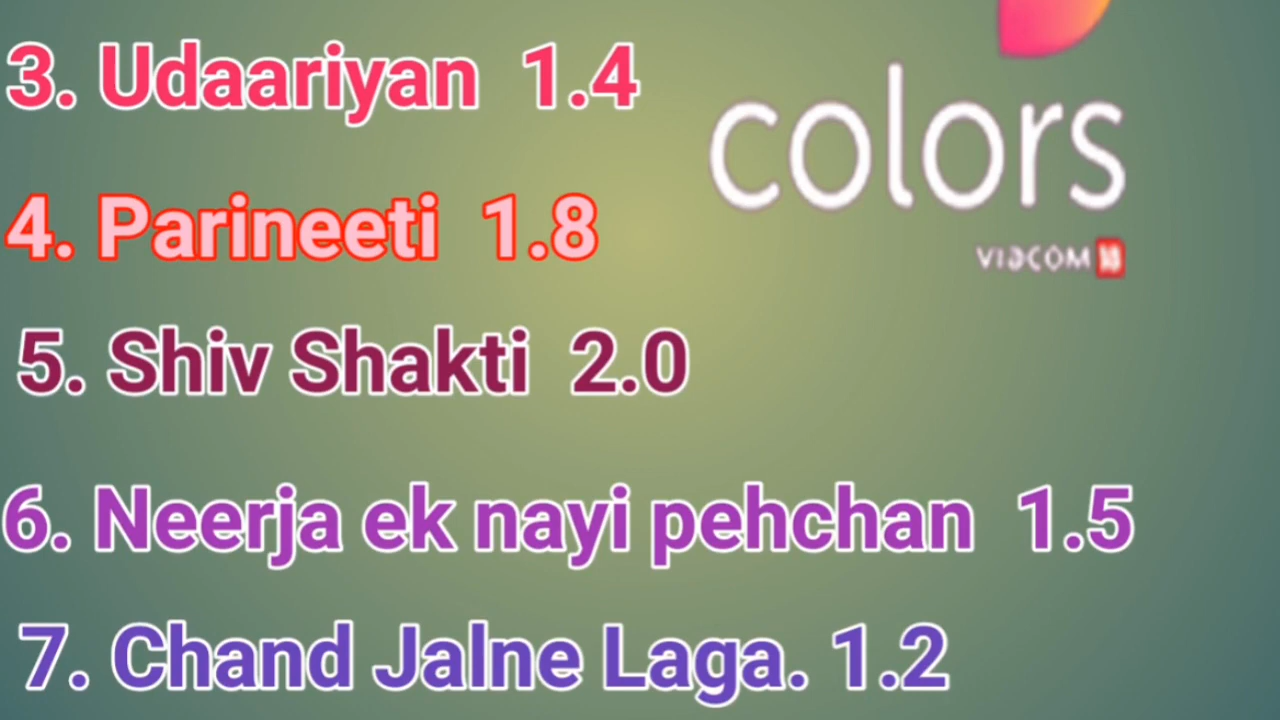 3. Udaariyan 1.4
colors
VIACOM 18
4. Parineeti 1.8
5. Shiv Shakti 2.0
6. Neerja ek nayi pehchan 1.5
7. Chand Jalne Laga. 1.2